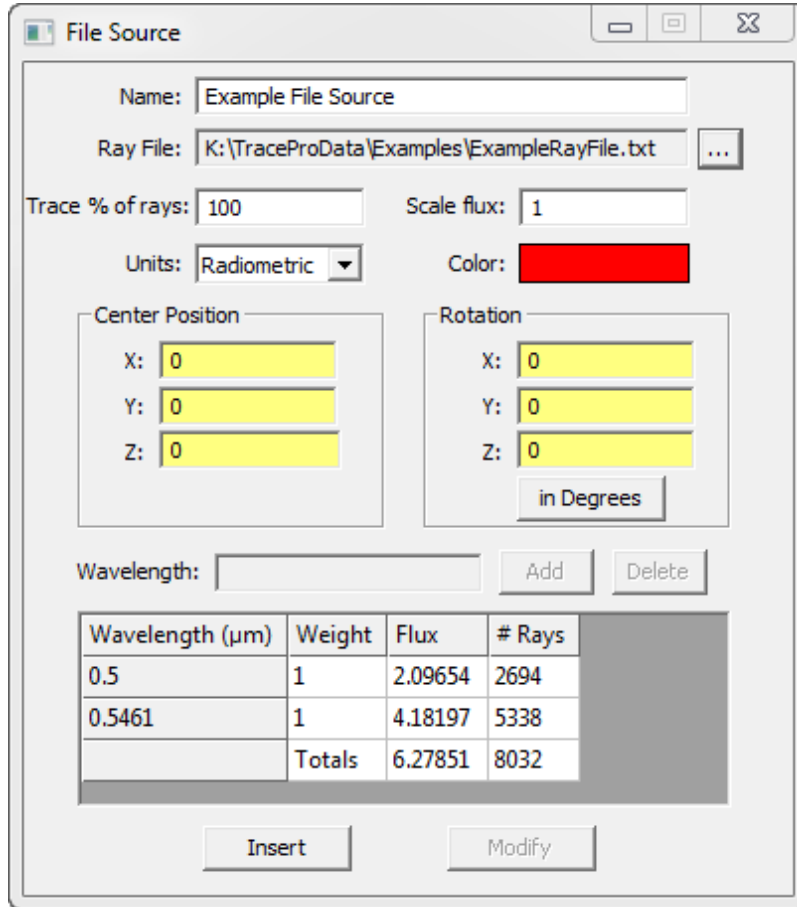 File Source
Name: Example File Source
Ray File: K:\TraceProData\Examples\ExampleRayFile.txt ...
Trace % of rays: 100 Scale flux: 1
Units: Radiometric Color:
Center Position Rotation
X: 0 X: 0
Y: 0 Y: 0
Z: 0 Z: 0
in Degrees
Wavelength: Add Delete
Wavelength (µm) Weight Flux # Rays
0.5 1 2.09654 2694
0.5461 1 4.18197 5338
Totals 6.27851 8032
Insert Modify